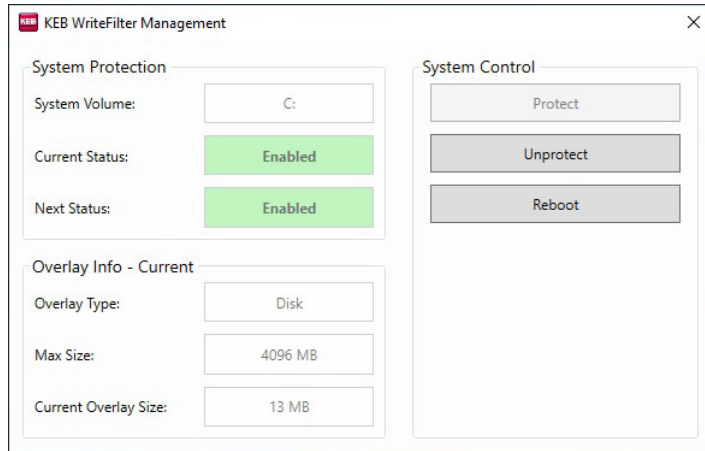 KEB KEB WriteFilter Management
System Protection
System Volume: C:
Current Status: Enabled
Next Status: Enabled
Overlay Info - Current
Overlay Type: Disk
Max Size: 4096 MB
Current Overlay Size: 13 MB
System Control
Protect
Unprotect
Reboot